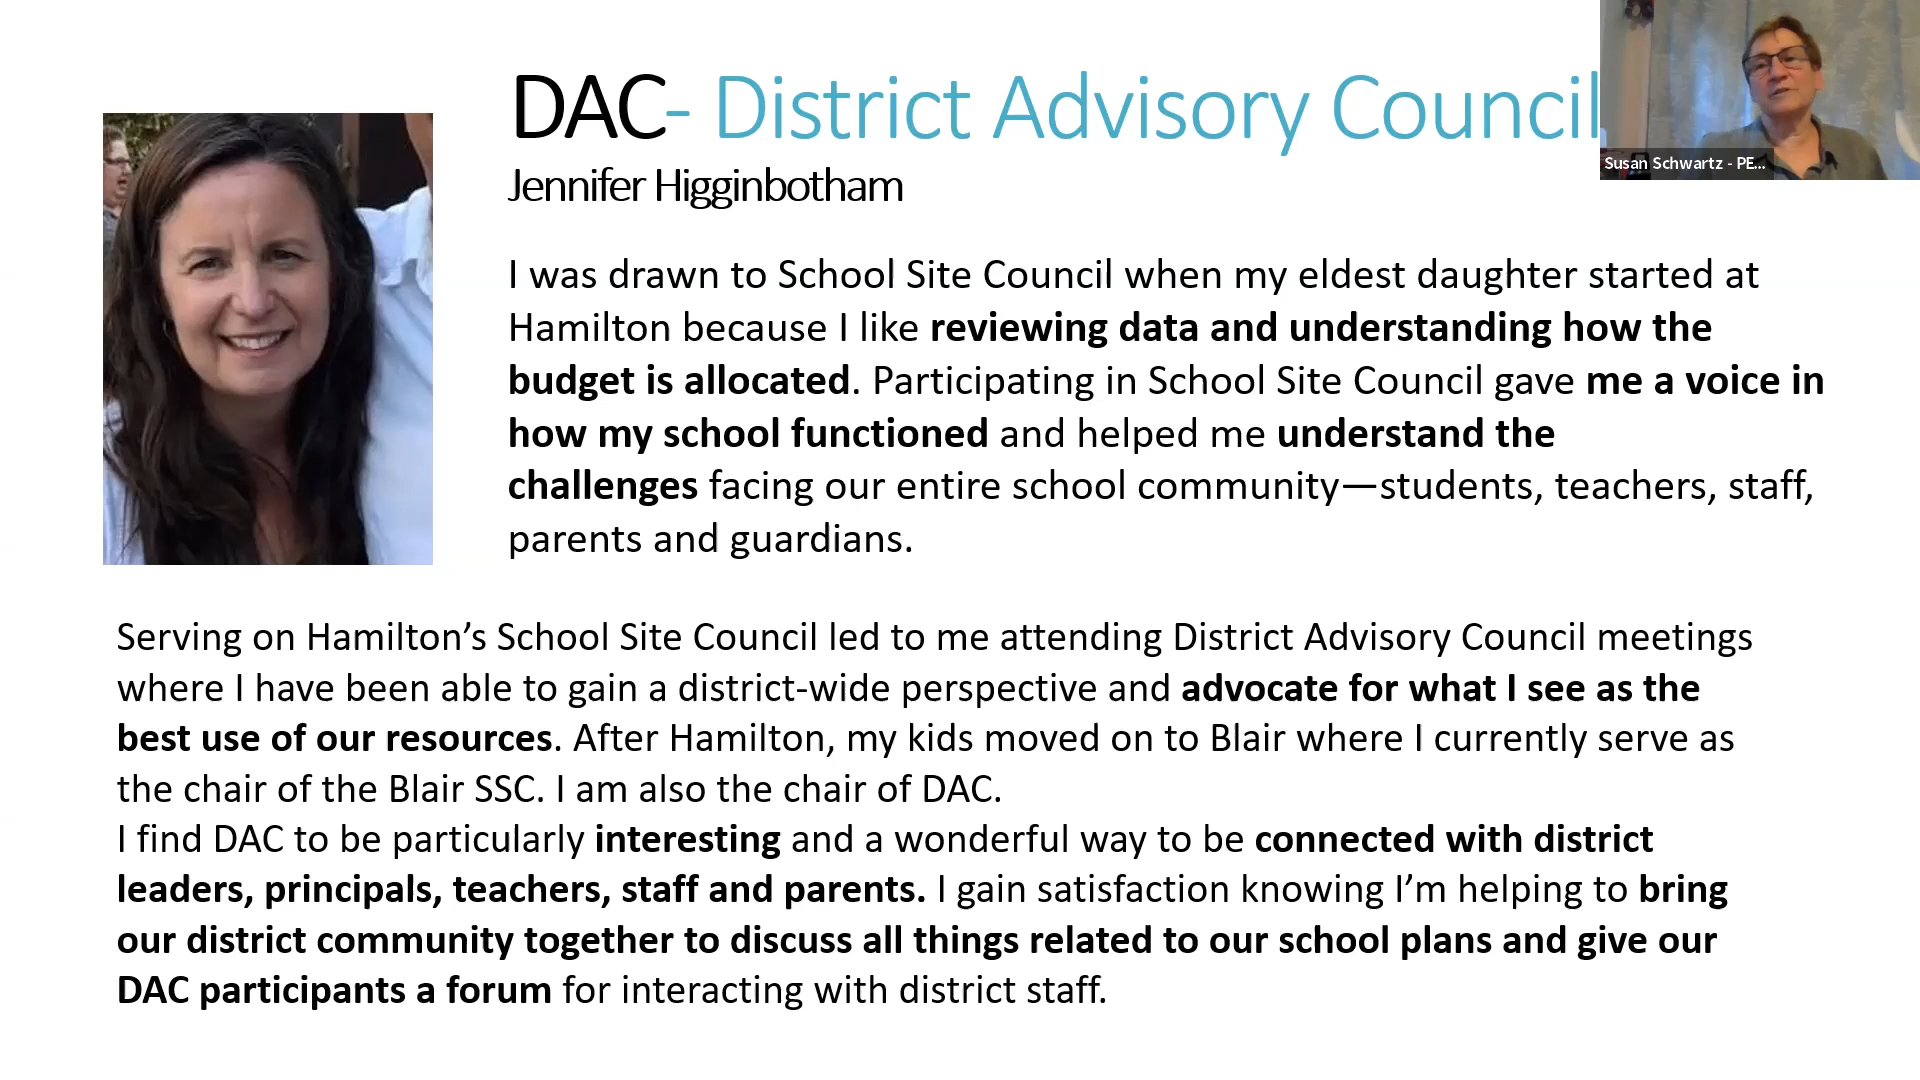 DAC- District Advisory Council
Susan Schwartz - PE...
Jennifer Higginbotham
I was drawn to School Site Council when my eldest daughter started at
Hamilton because I like reviewing data and understanding how the
budget is allocated. Participating in School Site Council gave me a voice in
how my school functioned and helped me understand the
challenges facing our entire school community—students, teachers, staff,
parents and guardians.
Serving on Hamilton’s School Site Council led to me attending District Advisory Council meetings
where I have been able to gain a district-wide perspective and advocate for what I see as the
best use of our resources. After Hamilton, my kids moved on to Blair where I currently serve as
the chair of the Blair SSC. I am also the chair of DAC.
I find DAC to be particularly interesting and a wonderful way to be connected with district
leaders, principals, teachers, staff and parents. I gain satisfaction knowing I’m helping to bring
our district community together to discuss all things related to our school plans and give our
DAC participants a forum for interacting with district staff.